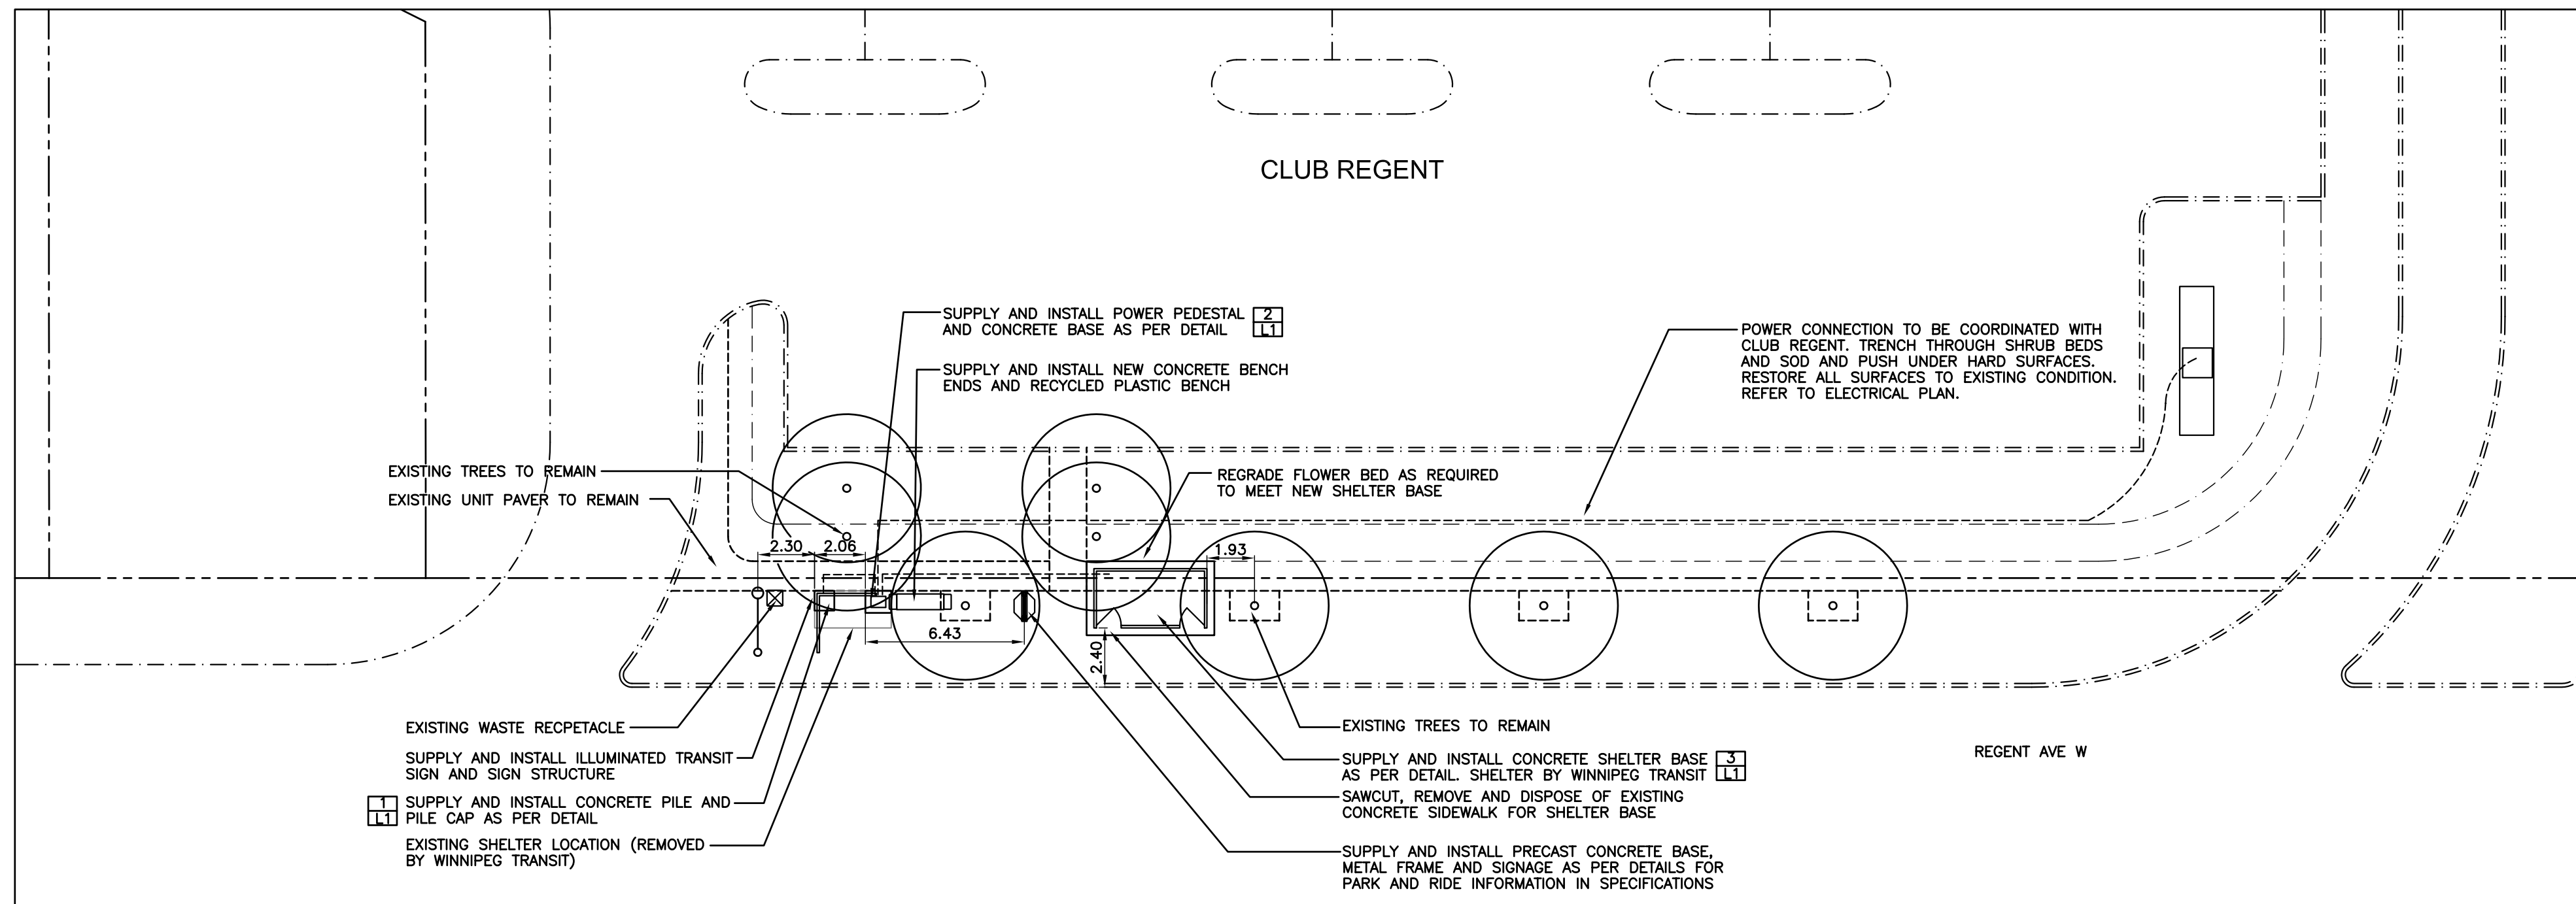 CLUB REGENT
SUPPLY AND INSTALL POWER PEDESTAL 2
AND CONCRETE BASE AS PER DETAIL L1
SUPPLY AND INSTALL NEW CONCRETE BENCH
ENDS AND RECYCLED PLASTIC BENCH
POWER CONNECTION TO BE COORDINATED WITH
CLUB REGENT. TRENCH THROUGH SHRUB BEDS
AND SOD AND PUSH UNDER HARD SURFACES.
RESTORE ALL SURFACES TO EXISTING CONDITION.
REFER TO ELECTRICAL PLAN.
EXISTING TREES TO REMAIN
EXISTING UNIT PAVER TO REMAIN
REGRADE FLOWER BED AS REQUIRED
TO MEET NEW SHELTER BASE
2.30
2.06
1.93
6.43
2.40
EXISTING WASTE RECPETACLE
SUPPLY AND INSTALL ILLUMINATED TRANSIT
SIGN AND SIGN STRUCTURE
1 SUPPLY AND INSTALL CONCRETE PILE AND
L1 PILE CAP AS PER DETAIL
EXISTING SHELTER LOCATION (REMOVED
BY WINNIPEG TRANSIT)
EXISTING TREES TO REMAIN
SUPPLY AND INSTALL CONCRETE SHELTER BASE 3
AS PER DETAIL. SHELTER BY WINNIPEG TRANSIT L1
SAWCUT, REMOVE AND DISPOSE OF EXISTING
CONCRETE SIDEWALK FOR SHELTER BASE
SUPPLY AND INSTALL PRECAST CONCRETE BASE,
METAL FRAME AND SIGNAGE AS PER DETAILS FOR
PARK AND RIDE INFORMATION IN SPECIFICATIONS
REGENT AVE W